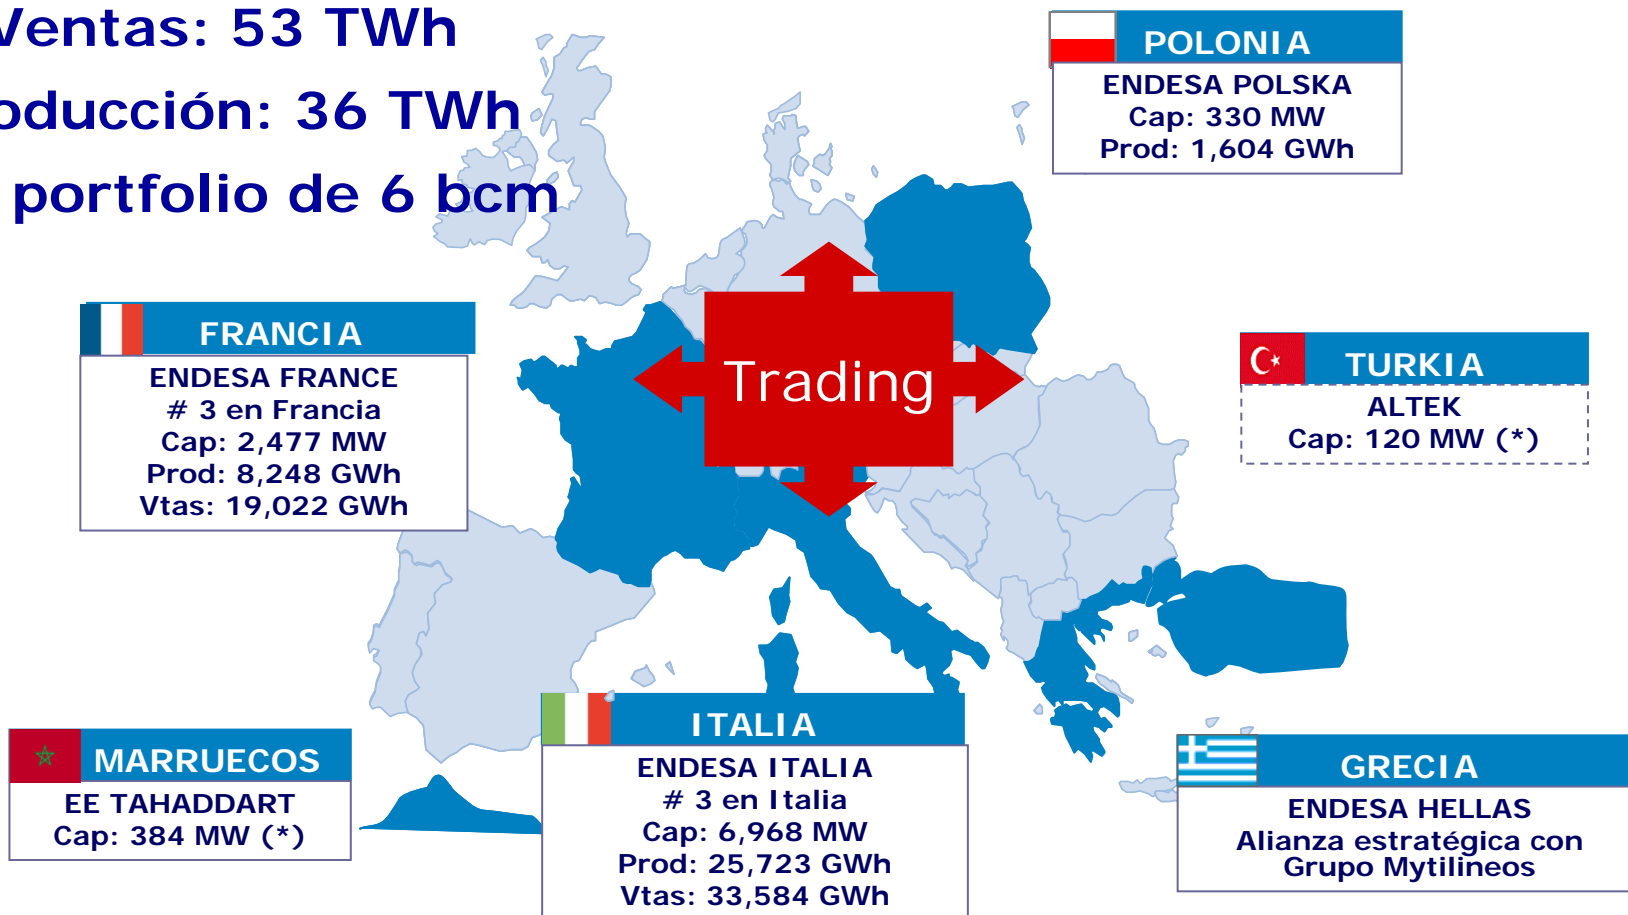 Ventas: 53 TWh
oducción: 36 TWh
portfolio de 6 bcm
POLONIA
ENDESA POLSKA
Cap: 330 MW
Prod: 1,604 GWh
FRANCIA
ENDESA FRANCE
# 3 en Francia
Cap: 2,477 MW
Prod: 8,248 GWh
Vtas: 19,022 GWh
Trading
TURKIA
ALTEK
Cap: 120 MW (*)
MARRUECOS
EE TAHADDART
Cap: 384 MW (*)
ITALIA
ENDESA ITALIA
# 3 en Italia
Cap: 6,968 MW
Prod: 25,723 GWh
Vtas: 33,584 GWh
GRECIA
ENDESA HELLAS
Alianza estratégica con
Grupo Mytilineos